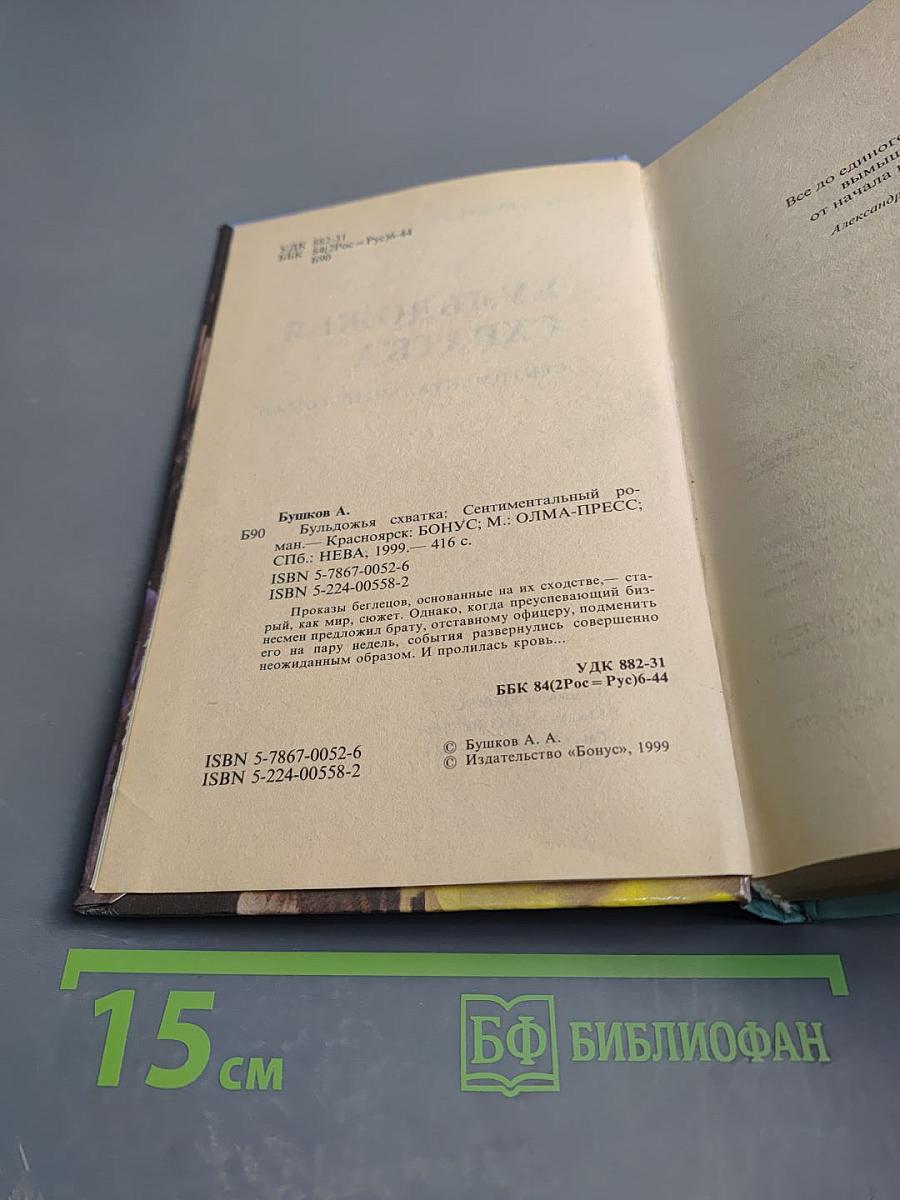 УДК 882-31
ББК 84(2Рос=Рус)6-44
Б90
Бушков А.
Б90 Бульдожья схватка: Сентиментальный ро-
ман.— Красноярск: БОНУС; М.: ОЛМА-ПРЕСС;
СПб.: НЕВА, 1999.— 416 с.
ISBN 5-7867-0052-6
ISBN 5-224-00558-2
Проказы беглецов, основанные на их сходстве,— ста-
рый, как мир, сюжет. Однако, когда преуспевающий биз-
несмен предложил брату, отставному офицеру, подменить
его на пару недель, события развернулись совершенно
неожиданным образом. И пролилась кровь...
УДК 882-31
ББК 84(2Рос=Рус)6-44
ISBN 5-7867-0052-6
ISBN 5-224-00558-2
© Бушков А. А.
© Издательство «Бонус», 1999
Все до единого
вымыш
от начала
Александр
15 см
БФ БИБЛИОФАН